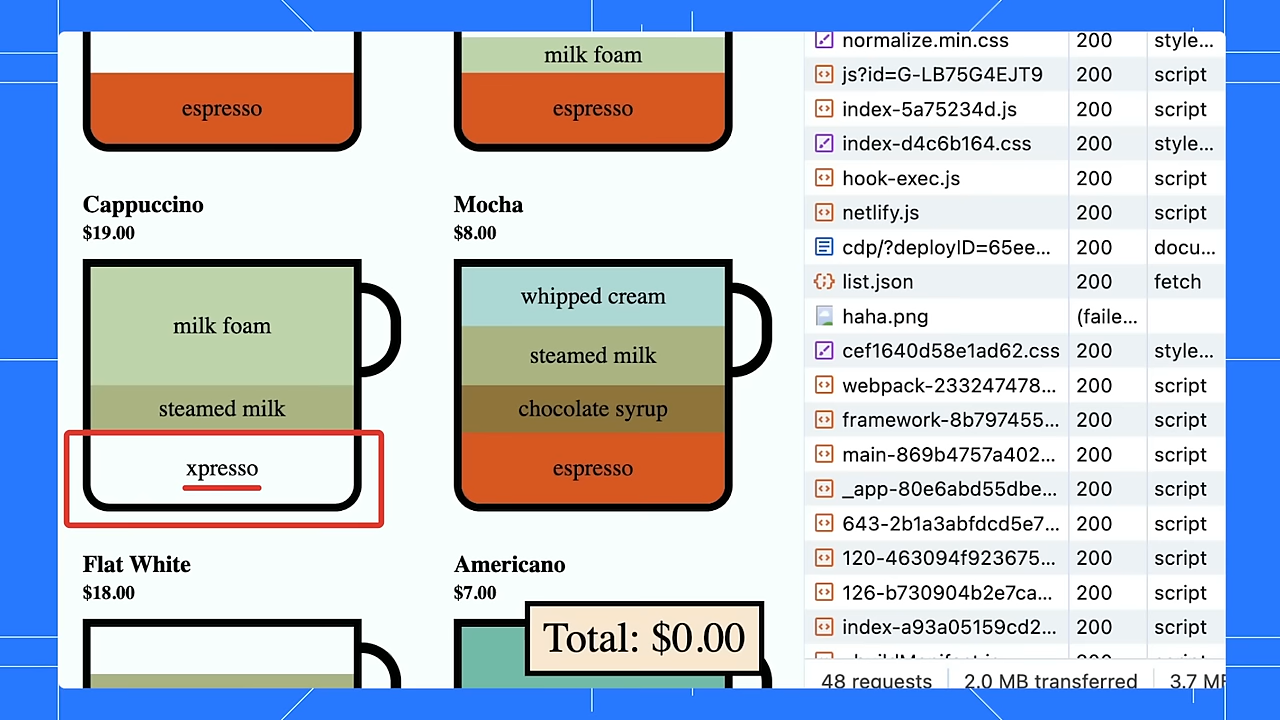 milk foam
espresso
espresso
Cappuccino
$19.00
Mocha
$8.00
milk foam
steamed milk
xpresso
whipped cream
steamed milk
chocolate syrup
espresso
Flat White
$18.00
Americano
$7.00
Total: $0.00
normalize.min.css 200 style...
js?id=G-LB75G4EJT9 200 script
index-5a75234d.js 200 script
index-d4c6b164.css 200 style...
hook-exec.js 200 script
netlify.js 200 script
cdp/?deployID=65ee... 200 docu...
list.json 200 fetch
haha.png (faile...
cef1640d58e1ad62.css 200 style...
webpack-233247478... 200 script
framework-8b797455... 200 script
main-869b4757a402... 200 script
_app-80e6abd55dbe... 200 script
643-2b1a3abfdcd5e7... 200 script
120-463094f923675... 200 script
126-b730904b2e7ca... 200 script
index-a93a05159cd2... 200 script
48 requests 2.0 MB transferred 3.7 MB